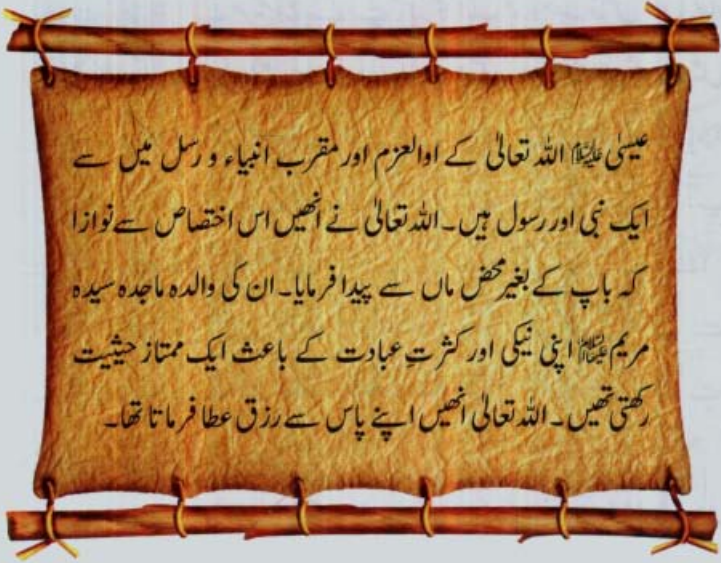 عیسیٰ علیہ السلام اللہ تعالیٰ کے اوالعزم اور مقرب انبیاء و رسل میں سے
ایک نبی اور رسول ہیں۔ اللہ تعالیٰ نے انھیں اس اختصاص سے نوازا
کہ باپ کے بغیر محض ماں سے پیدا فرمایا۔ ان کی والدہ ماجدہ سیدہ
مریم علیہا السلام اپنی نیکی اور کثرتِ عبادت کے باعث ایک ممتاز حیثیت
رکھتی تھیں۔ اللہ تعالیٰ انھیں اپنے پاس سے رزق عطا فرماتا تھا۔